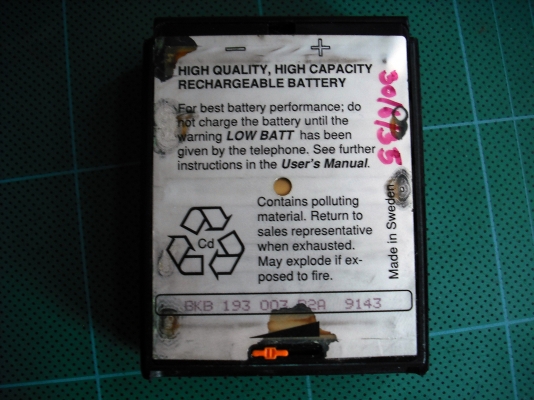 − +
HIGH QUALITY, HIGH CAPACITY
RECHARGEABLE BATTERY
For best battery performance; do
not charge the battery until the
warning LOW BATT has been
given by the telephone. See further
instructions in the User's Manual.
Contains polluting
material. Return to
sales representative
when exhausted.
May explode if ex-
posed to fire.
Cd
Made in Sweden
BKB 193 003 9143